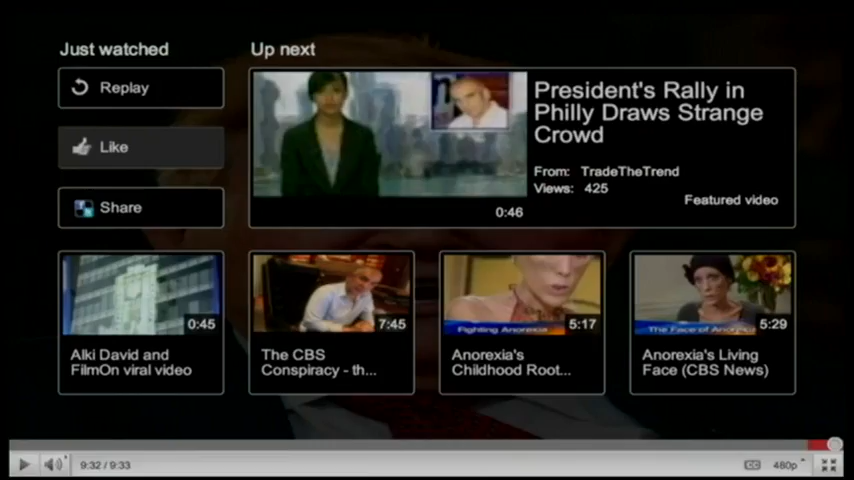 Just watched
Up next
Replay
Like
Share
President's Rally in
Philly Draws Strange
Crowd
From: TradeTheTrend
Views: 425
Featured video
0:46
0:45
Alki David and
FilmOn viral video
7:45
The CBS
Conspiracy - th...
Fighting Anorexia
5:17
Anorexia's
Childhood Root...
The Face of Anorexia
5:29
Anorexia's Living
Face (CBS News)
9:32 / 9:33
CC
480p